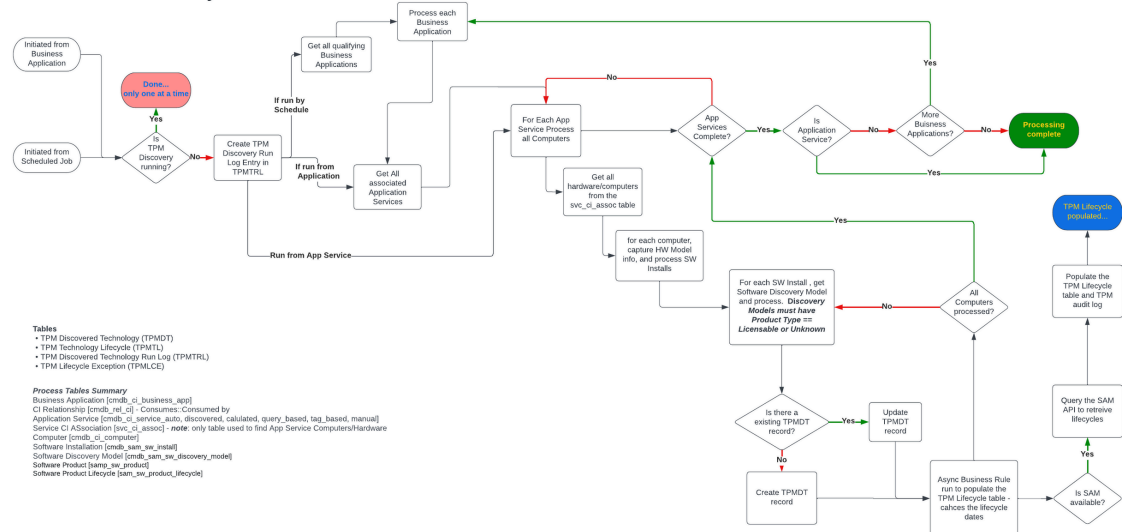 Process each
Business
Application
Initiated from
Business
Application
Get all qualifying
Business
Applications
Yes
Done...
only one at a time
No
If run by
Schedule
For Each App
Service Process
all Computers
App
Services
Complete?
Yes
Is
Application
Service?
No
More
Buisness
Applications?
No
Processing
complete
Yes
Initiated from
Scheduled Job
Is
TPM
Discovery
running?
No
Create TPM
Discovery Run
Log Entry in
TPMTRL
If run from
Application
Get All
associated
Application
Services
Yes
Get all
hardware/computers
from the
svc_ci_assoc table
TPM Lifecycle
populated...
Yes
Run from App Service
for each computer,
capture HW Model
info, and process SW
Installs
For each SW Install , get
Software Discovery Model
and process. Discovery
Models must have
Product Type ==
Licensable or Unknown
No
All
Computers
processed?
Populate the
TPM Lifecycle
table and TPM
audit log
Tables
• TPM Discovered Technology (TPMDT)
• TPM Technology Lifecycle (TPMTL)
• TPM Discovered Technology Run Log (TPMTRL)
• TPM Lifecycle Exception (TPMLCE)
Process Tables Summary
Business Application [cmdb_ci_business_app]
CI Relationship [cmdb_rel_ci] - Consumes::Consumed by
Application Service [cmdb_ci_service_auto, discovered, calulated, query_based, tag_based, manual]
Service CI ASsociation [svc_ci_assoc] - note: only table used to find App Service Computers/Hardware
Computer [cmdb_ci_computer]
Software Installation [cmdb_sam_sw_install]
Software Discovery Model [cmdb_sam_sw_discovery_model]
Software Product [samp_sw_product]
Software Product Lifecycle [sam_sw_product_lifecycle]
Is there a
existing TPMDT
record?
Yes
Update
TPMDT
record
Query the SAM
API to retreive
lifecycles
No
Yes
Create TPMDT
record
Async Business Rule
run to populate the
TPM Lifecycle table -
cahces the lifecycle
dates
Is SAM
available?